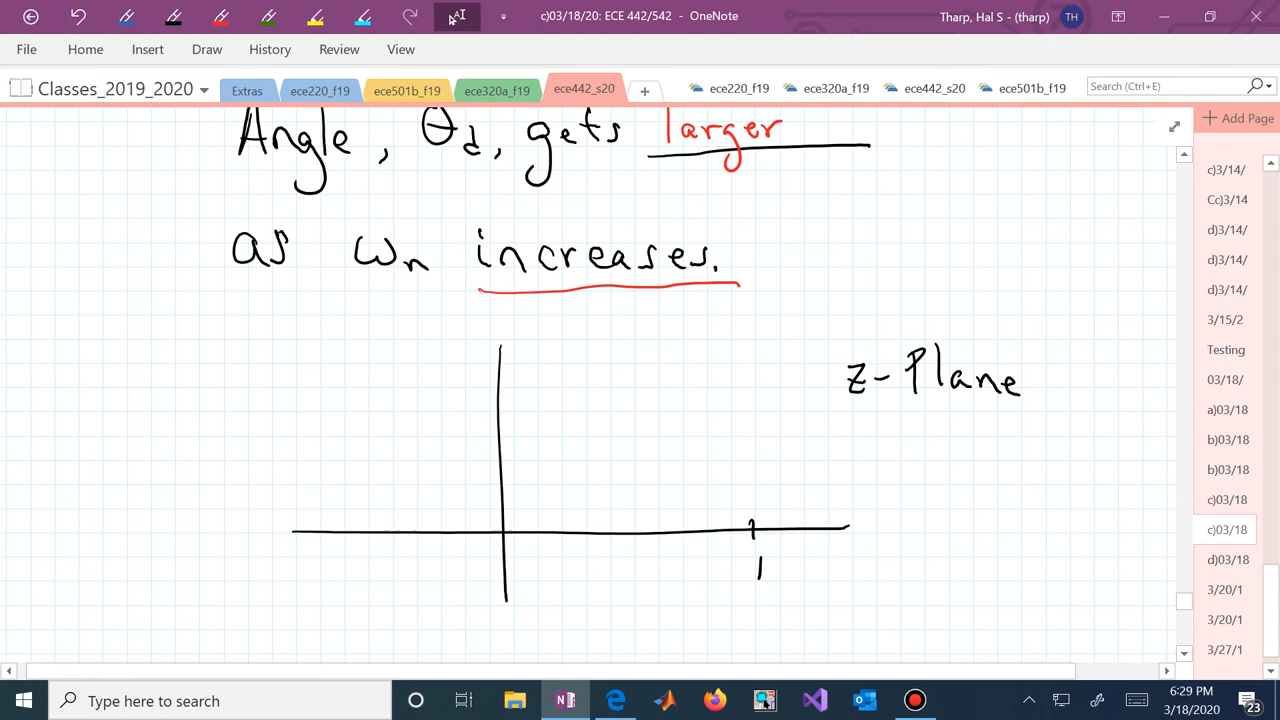 c)03/18/20: ECE 442/542 - OneNote
Tharp, Hal S - (tharp) TH
File Home Insert Draw History Review View
Classes_2019_2020 Extras ece220_f19 ece501b_f19 ece320a_f19 ece442_s20 ece220_f19 ece320a_f19 ece442_s20 ece501b_f19 Search (Ctrl+E)
Add Page
Angle, θd, gets larger
as ωn increases.
z-Plane
1
c)3/14/
Cc)3/14
d)3/14/
d)3/14/
d)3/14/
3/15/2
Testing
03/18/
a)03/18
b)03/18
b)03/18
c)03/18
c)03/18
d)03/18
3/20/1
3/20/1
3/27/1
Type here to search
6:29 PM
3/18/2020
23